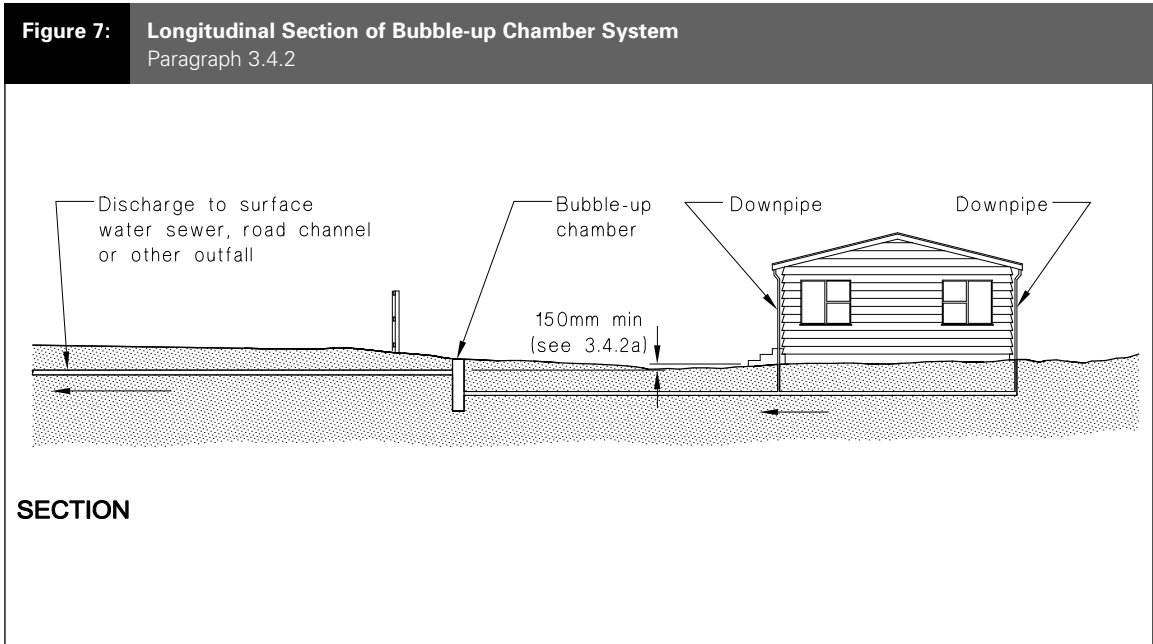 Figure 7:
Longitudinal Section of Bubble-up Chamber System
Paragraph 3.4.2
Discharge to surface
water sewer, road channel
or other outfall
Bubble-up
chamber
Downpipe
Downpipe
150mm min
(see 3.4.2a)
SECTION